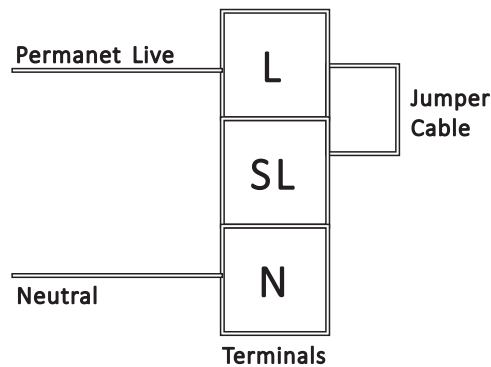 Permanet Live
L
Jumper
Cable
SL
N
Neutral
Terminals